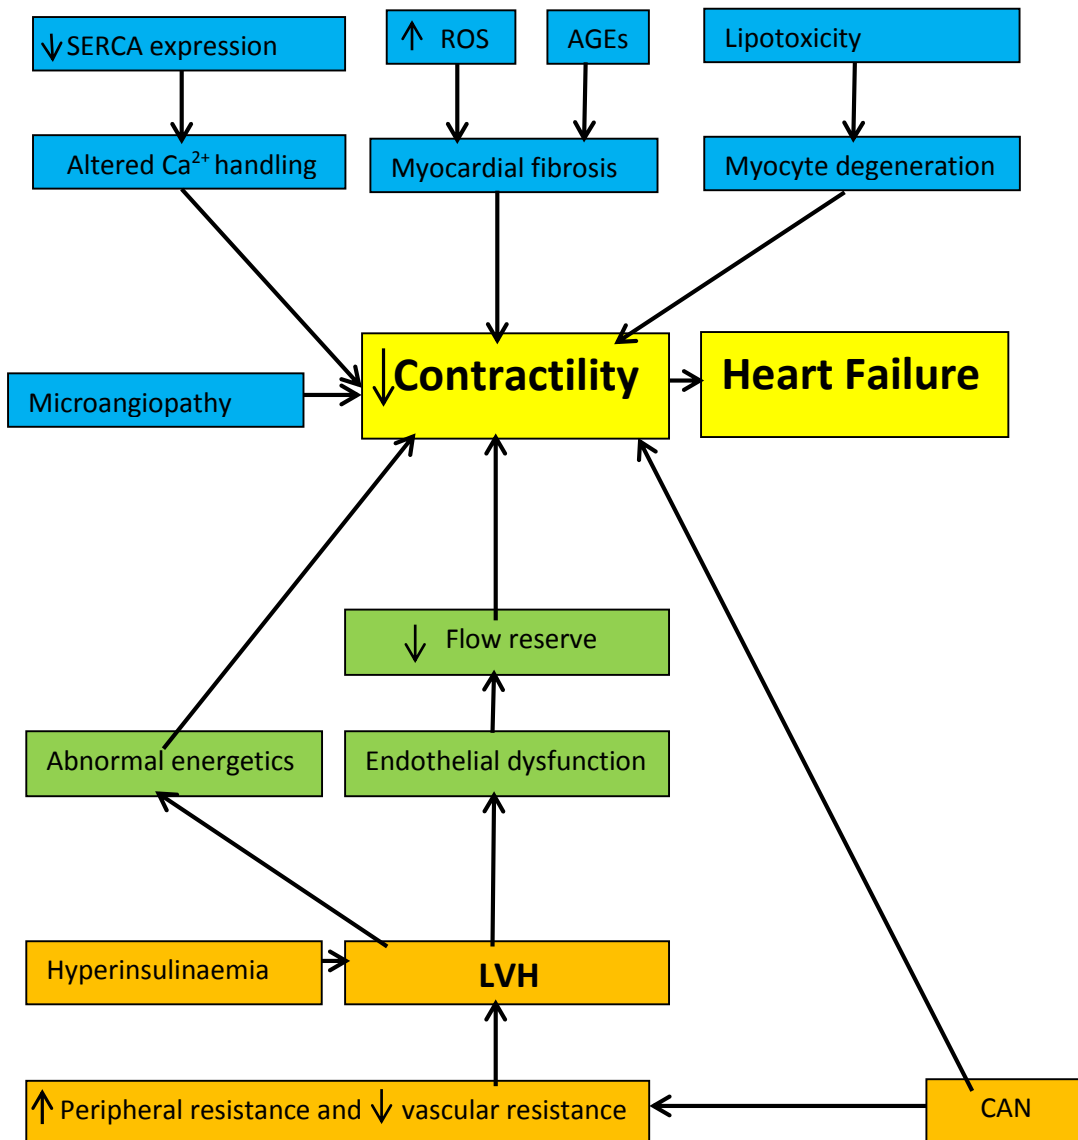 ↓ SERCA expression
↑ ROS
AGEs
Lipotoxicity
Altered Ca²⁺ handling
Myocardial fibrosis
Myocyte degeneration
↓ Contractility
Heart Failure
Microangiopathy
↓ Flow reserve
Abnormal energetics
Endothelial dysfunction
Hyperinsulinaemia
LVH
↑ Peripheral resistance and ↓ vascular resistance
CAN